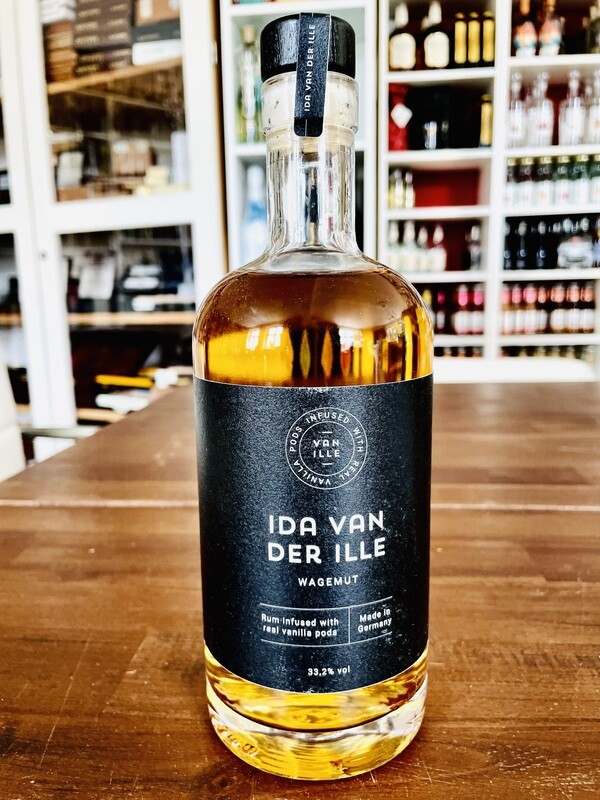 IDA VAN DER ILLE
PODS INFUSED WITH REAL VANILLA
VAN
ILLE
IDA VAN
DER ILLE
WAGEMUT
Rum infused with
real vanilla pods
Made in
Germany
33,2% vol